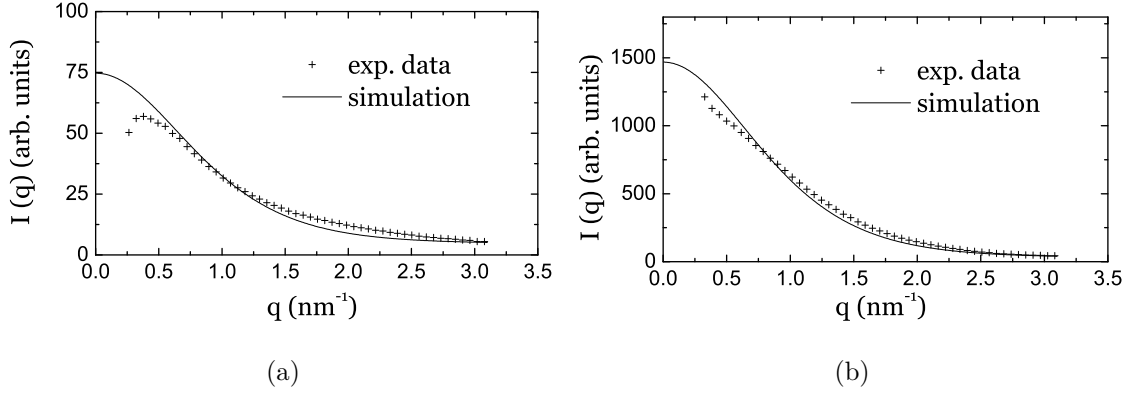 100
75
50
25
0
I (q) (arb. units)
exp. data
simulation
0.0 0.5 1.0 1.5 2.0 2.5 3.0 3.5
q (nm⁻¹)
(a)
1500
1000
500
0
I (q) (arb. units)
exp. data
simulation
0.0 0.5 1.0 1.5 2.0 2.5 3.0 3.5
q (nm⁻¹)
(b)